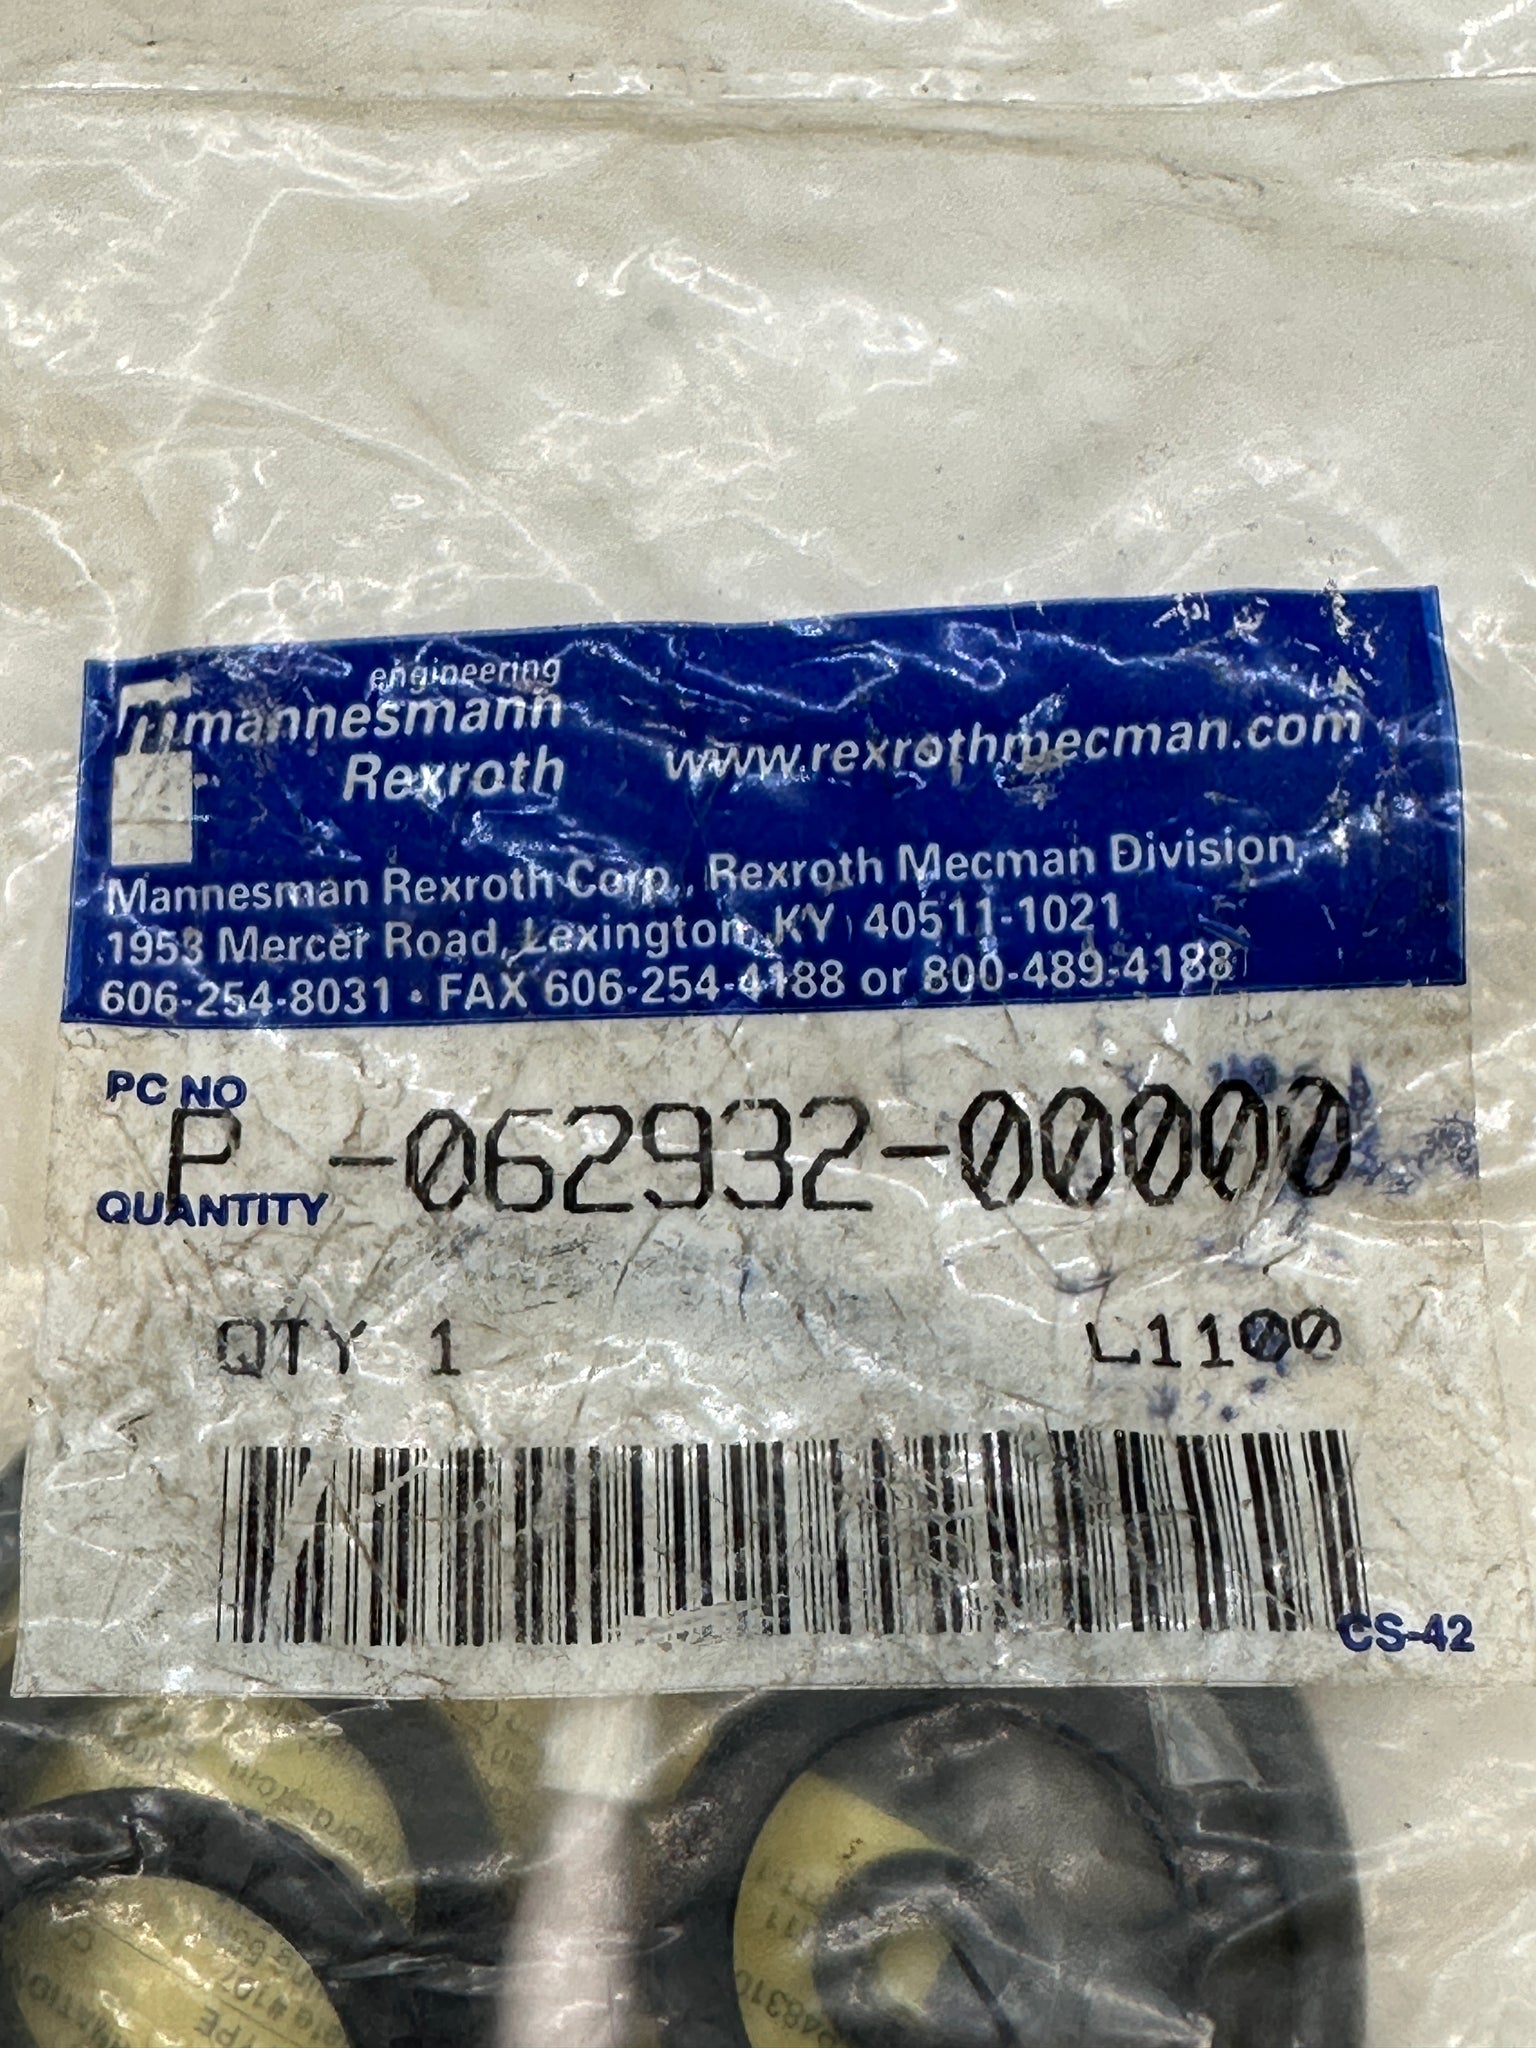 engineering
mannesmann
Rexroth
www.rexrothmecman.com
Mannesman Rexroth Corp., Rexroth Mecman Division,
1953 Mercer Road, Lexington, KY 40511-1021
606-254-8031 • FAX 606-254-4188 or 800-489-4188
PC NO
P -062932-00000
QUANTITY
QTY 1 L1100
CS-42